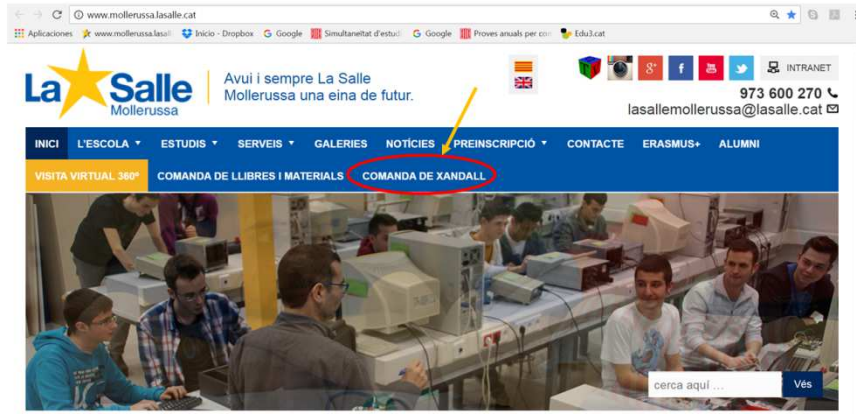 www.mollerussa.lasalle.cat
Aplicaciones www.mollerussa.lasall Inicio - Dropbox Google Simultaneïtat d'estud Google Proves anuals per con Edu3.cat
La Salle
Mollerussa
Avui i sempre La Salle
Mollerussa una eina de futur.
INTRANET
973 600 270
lasallemollerussa@lasalle.cat
INICI L'ESCOLA ESTUDIS SERVEIS GALERIES NOTÍCIES PREINSCRIPCIÓ CONTACTE ERASMUS+ ALUMNI
VISITA VIRTUAL 360º COMANDA DE LLIBRES I MATERIALS COMANDA DE XANDALL
cerca aquí ... Vés